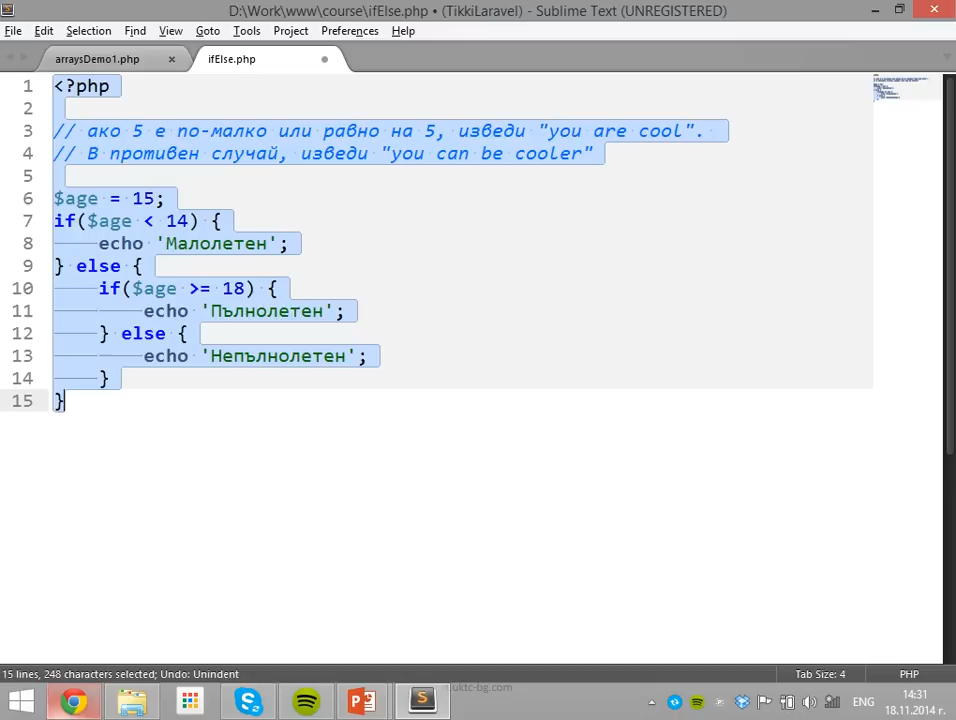 D:\Work\www\course\ifElse.php • (TikkiLaravel) - Sublime Text (UNREGISTERED)
File Edit Selection Find View Goto Tools Project Preferences Help
arraysDemo1.php ifElse.php
1 <?php
2
3 // ако 5 е по-малко или равно на 5, изведи "you are cool".
4 // В противен случай, изведи "you can be cooler"
5
6 $age = 15;
7 if($age < 14) {
8 echo 'Малолетен';
9 } else {
10 if($age >= 18) {
11 echo 'Пълнолетен';
12 } else {
13 echo 'Непълнолетен';
14 }
15 }
15 lines, 248 characters selected; Undo: Unindent Tab Size: 4 PHP
uktc-bg.com
ENG
14:31
18.11.2014 г.